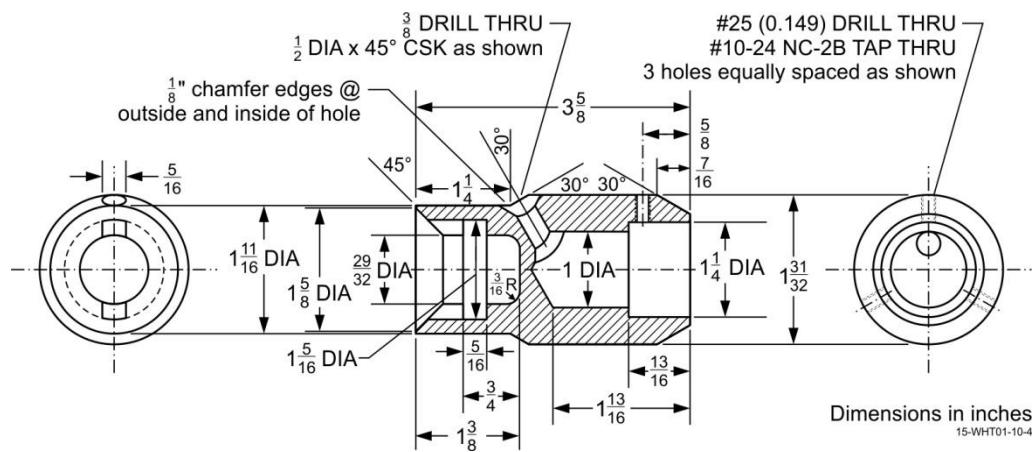 3/8 DRILL THRU
1/2 DIA x 45° CSK as shown
1/8" chamfer edges @
outside and inside of hole
#25 (0.149) DRILL THRU
#10-24 NC-2B TAP THRU
3 holes equally spaced as shown
3 5/8
5/8
7/16
30°
45°
1 1/4
30° 30°
5/16
1 11/16 DIA
1 5/8 DIA
29/32 DIA
3/16 R
1 DIA
1 1/4 DIA
1 31/32
1 5/16 DIA
5/16
3/4
1 3/8
13/16
1 13/16
Dimensions in inches
15-WHT01-10-4